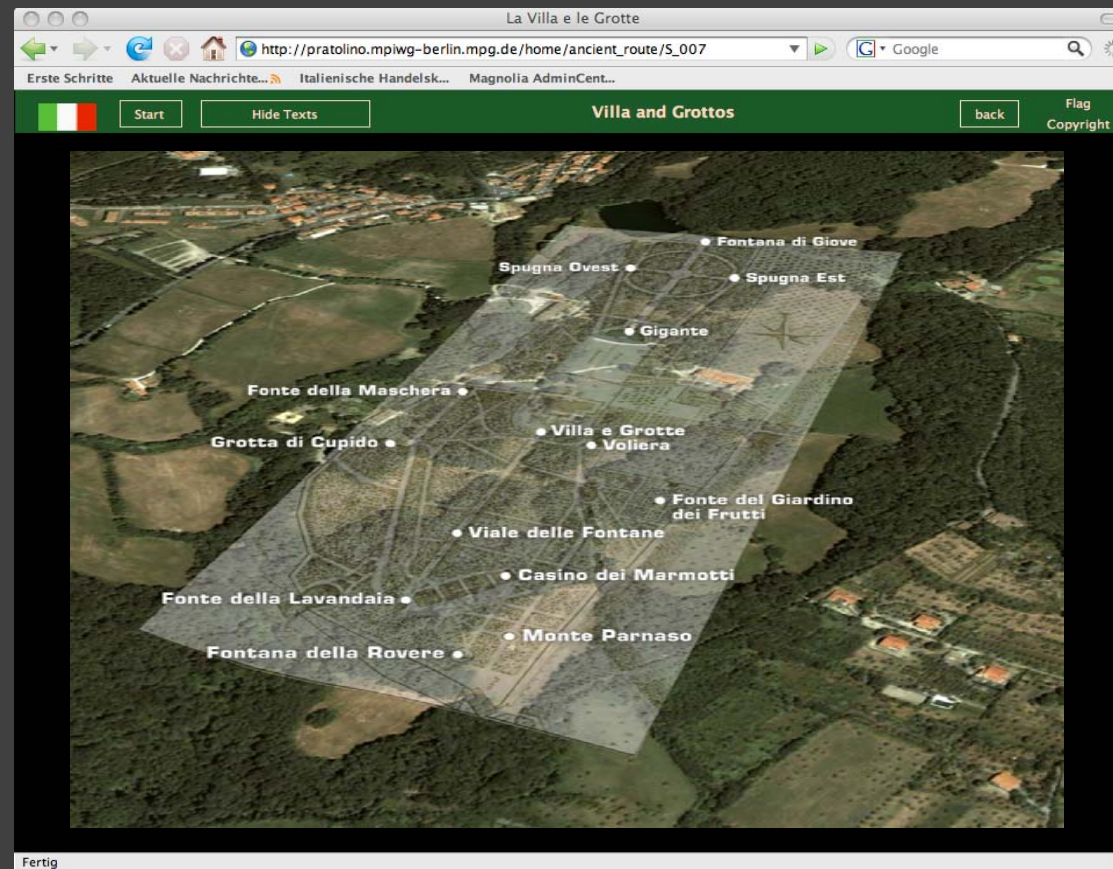 La Villa e le Grotte
http://pratolino.mpiwg-berlin.mpg.de/home/ancient_route/S_007
G
Google
Erste Schritte Aktuelle Nachrichte... Italienische Handelsk... Magnolia AdminCent...
Start Hide Texts Villa and Grottos back Flag
Copyright
Fontana di Giove
Spugna Ovest
Spugna Est
Gigante
Fonte della Maschera
Villa e Grotte
Grotta di Cupido
Voliera
Fonte del Giardino
dei Frutti
Viale delle Fontane
Casino dei Marmotti
Fonte della Lavandaia
Monte Parnaso
Fontana della Rovere
Fertig